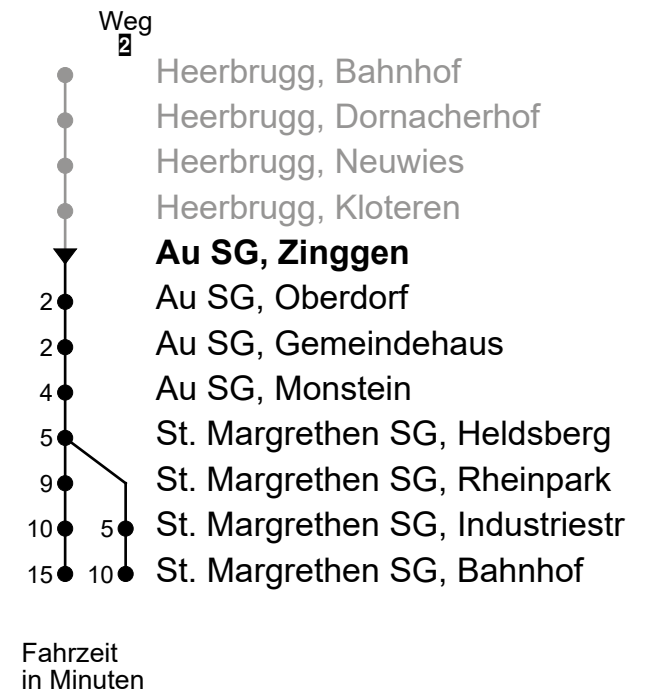 Weg
2
Heerbrugg, Bahnhof
Heerbrugg, Dornacherhof
Heerbrugg, Neuwies
Heerbrugg, Kloteren
Au SG, Zinggen
2 Au SG, Oberdorf
2 Au SG, Gemeindehaus
4 Au SG, Monstein
5 St. Margrethen SG, Heldsberg
9 St. Margrethen SG, Rheinpark
10 5 St. Margrethen SG, Industriestr
15 10 St. Margrethen SG, Bahnhof
Fahrzeit
in Minuten